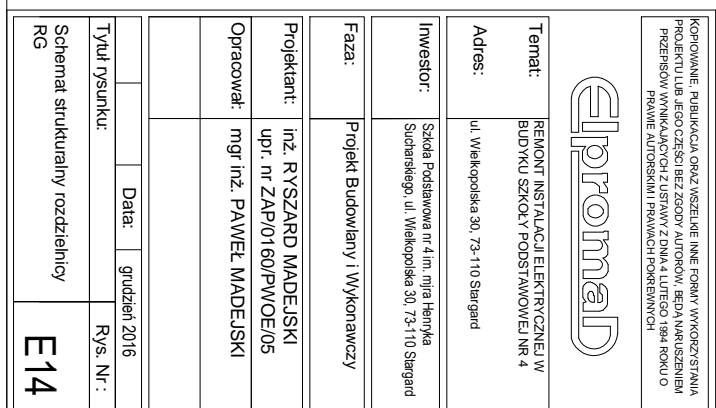 KOPIOWANIE, PUBLIKACJA ORAZ WSZELKIE INNE FORMY WYKORZYSTANIA
PROJEKTU LUB JEGO CZĘŚCI BEZ ZGODY AUTORÓW, BĘDĄ NARUSZENIEM
PRZEPISÓW WYNIKAJĄCYCH Z USTAWY Z DNIA 4 LUTEGO 1994 ROKU O
PRAWIE AUTORSKIM I PRAWACH POKREWNYCH
Elpromal
Temat:
REMONT INSTALACJI ELEKTRYCZNEJ W
BUDYKU SZKOŁY PODSTAWOWEJ NR 4
Adres:
ul. Wielkopolska 30, 73-110 Stargard
Inwestor:
Szkoła Podstawowa nr 4 im. mjra Henryka
Sucharskiego, ul. Wielkopolska 30, 73-110 Stargard
Faza:
Projekt Budowlany i Wykonawczy
Projektant:
inż. RYSZARD MADEJSKI
upr. nr ZAP/0160/PWOE/05
Opracował:
mgr inż. PAWEŁ MADEJSKI
Data:
grudzień 2016
Tytuł rysunku:
Rys. Nr :
Schemat strukturalny rozdzielnicy
RG
E14